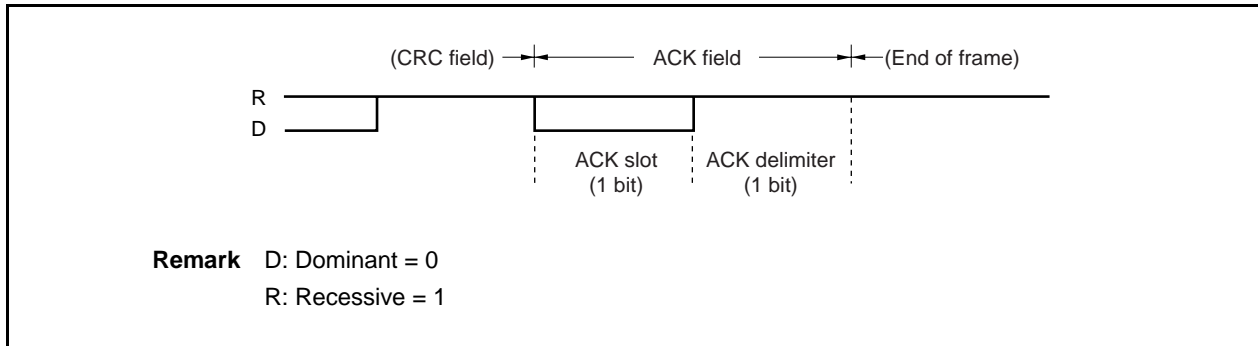 (CRC field) ACK field (End of frame)
R
D
ACK slot ACK delimiter
(1 bit) (1 bit)
Remark D: Dominant = 0
R: Recessive = 1